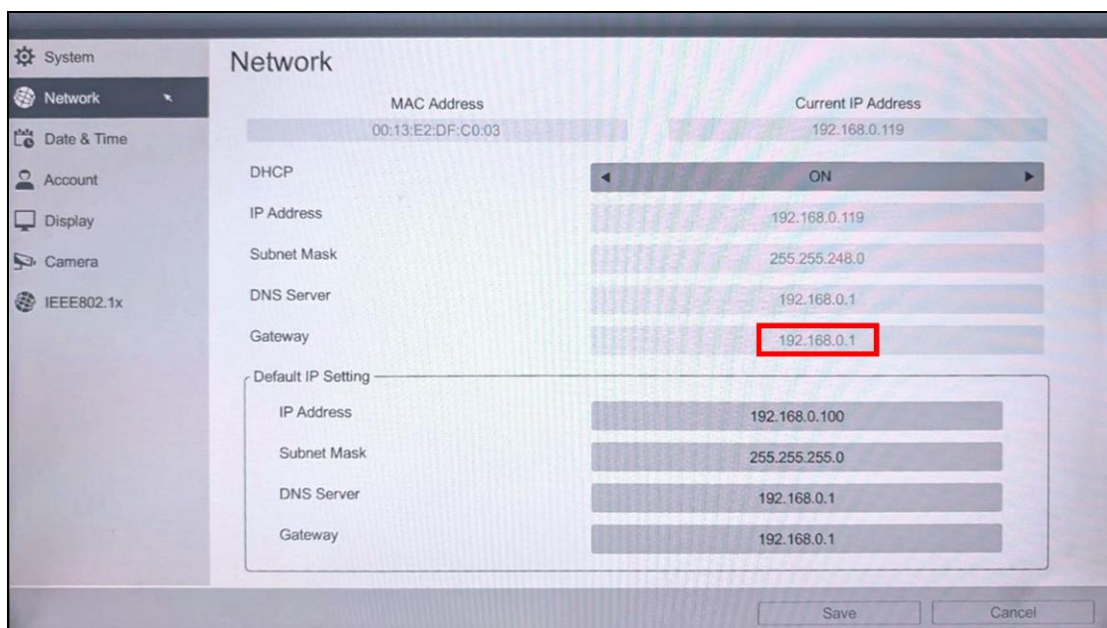 System
Network
Date & Time
Account
Display
Camera
IEEE802.1x
Network
MAC Address
Current IP Address
00:13:E2:DF:C0:03
192.168.0.119
DHCP
ON
IP Address
192.168.0.119
Subnet Mask
255.255.248.0
DNS Server
192.168.0.1
Gateway
192.168.0.1
Default IP Setting
IP Address
192.168.0.100
Subnet Mask
255.255.255.0
DNS Server
192.168.0.1
Gateway
192.168.0.1
Save
Cancel